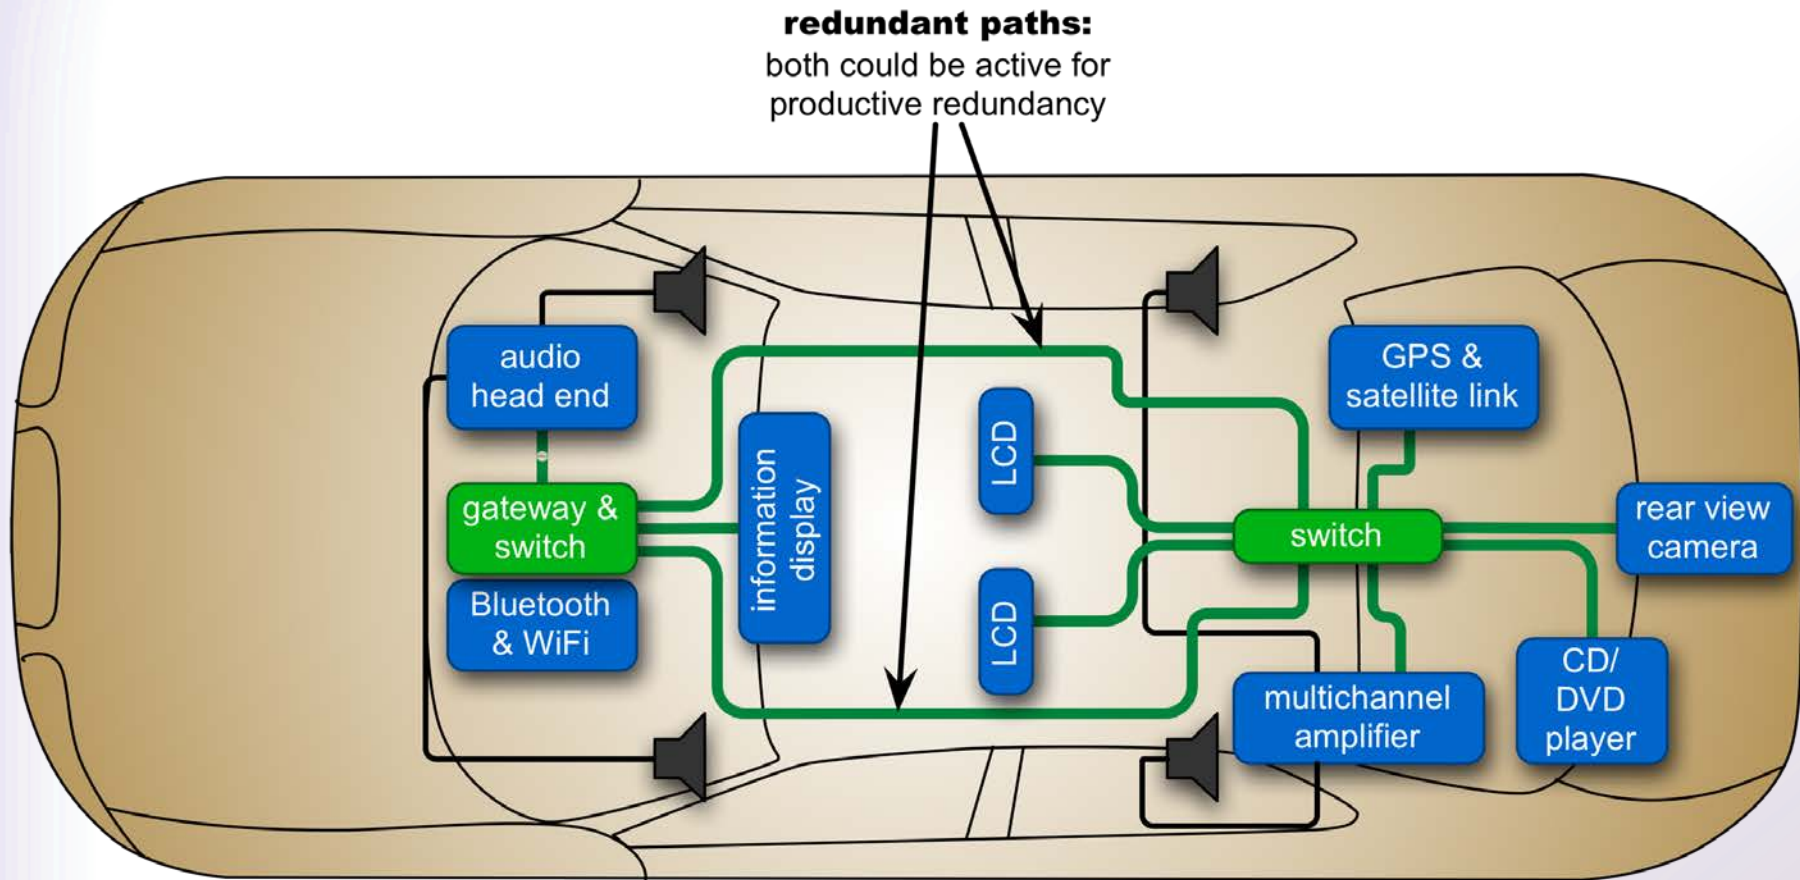 redundant paths:
both could be active for
productive redundancy
audio
head end
gateway &
switch
Bluetooth
& WiFi
information
display
LCD
LCD
GPS &
satellite link
switch
rear view
camera
multichannel
amplifier
CD/
DVD
player